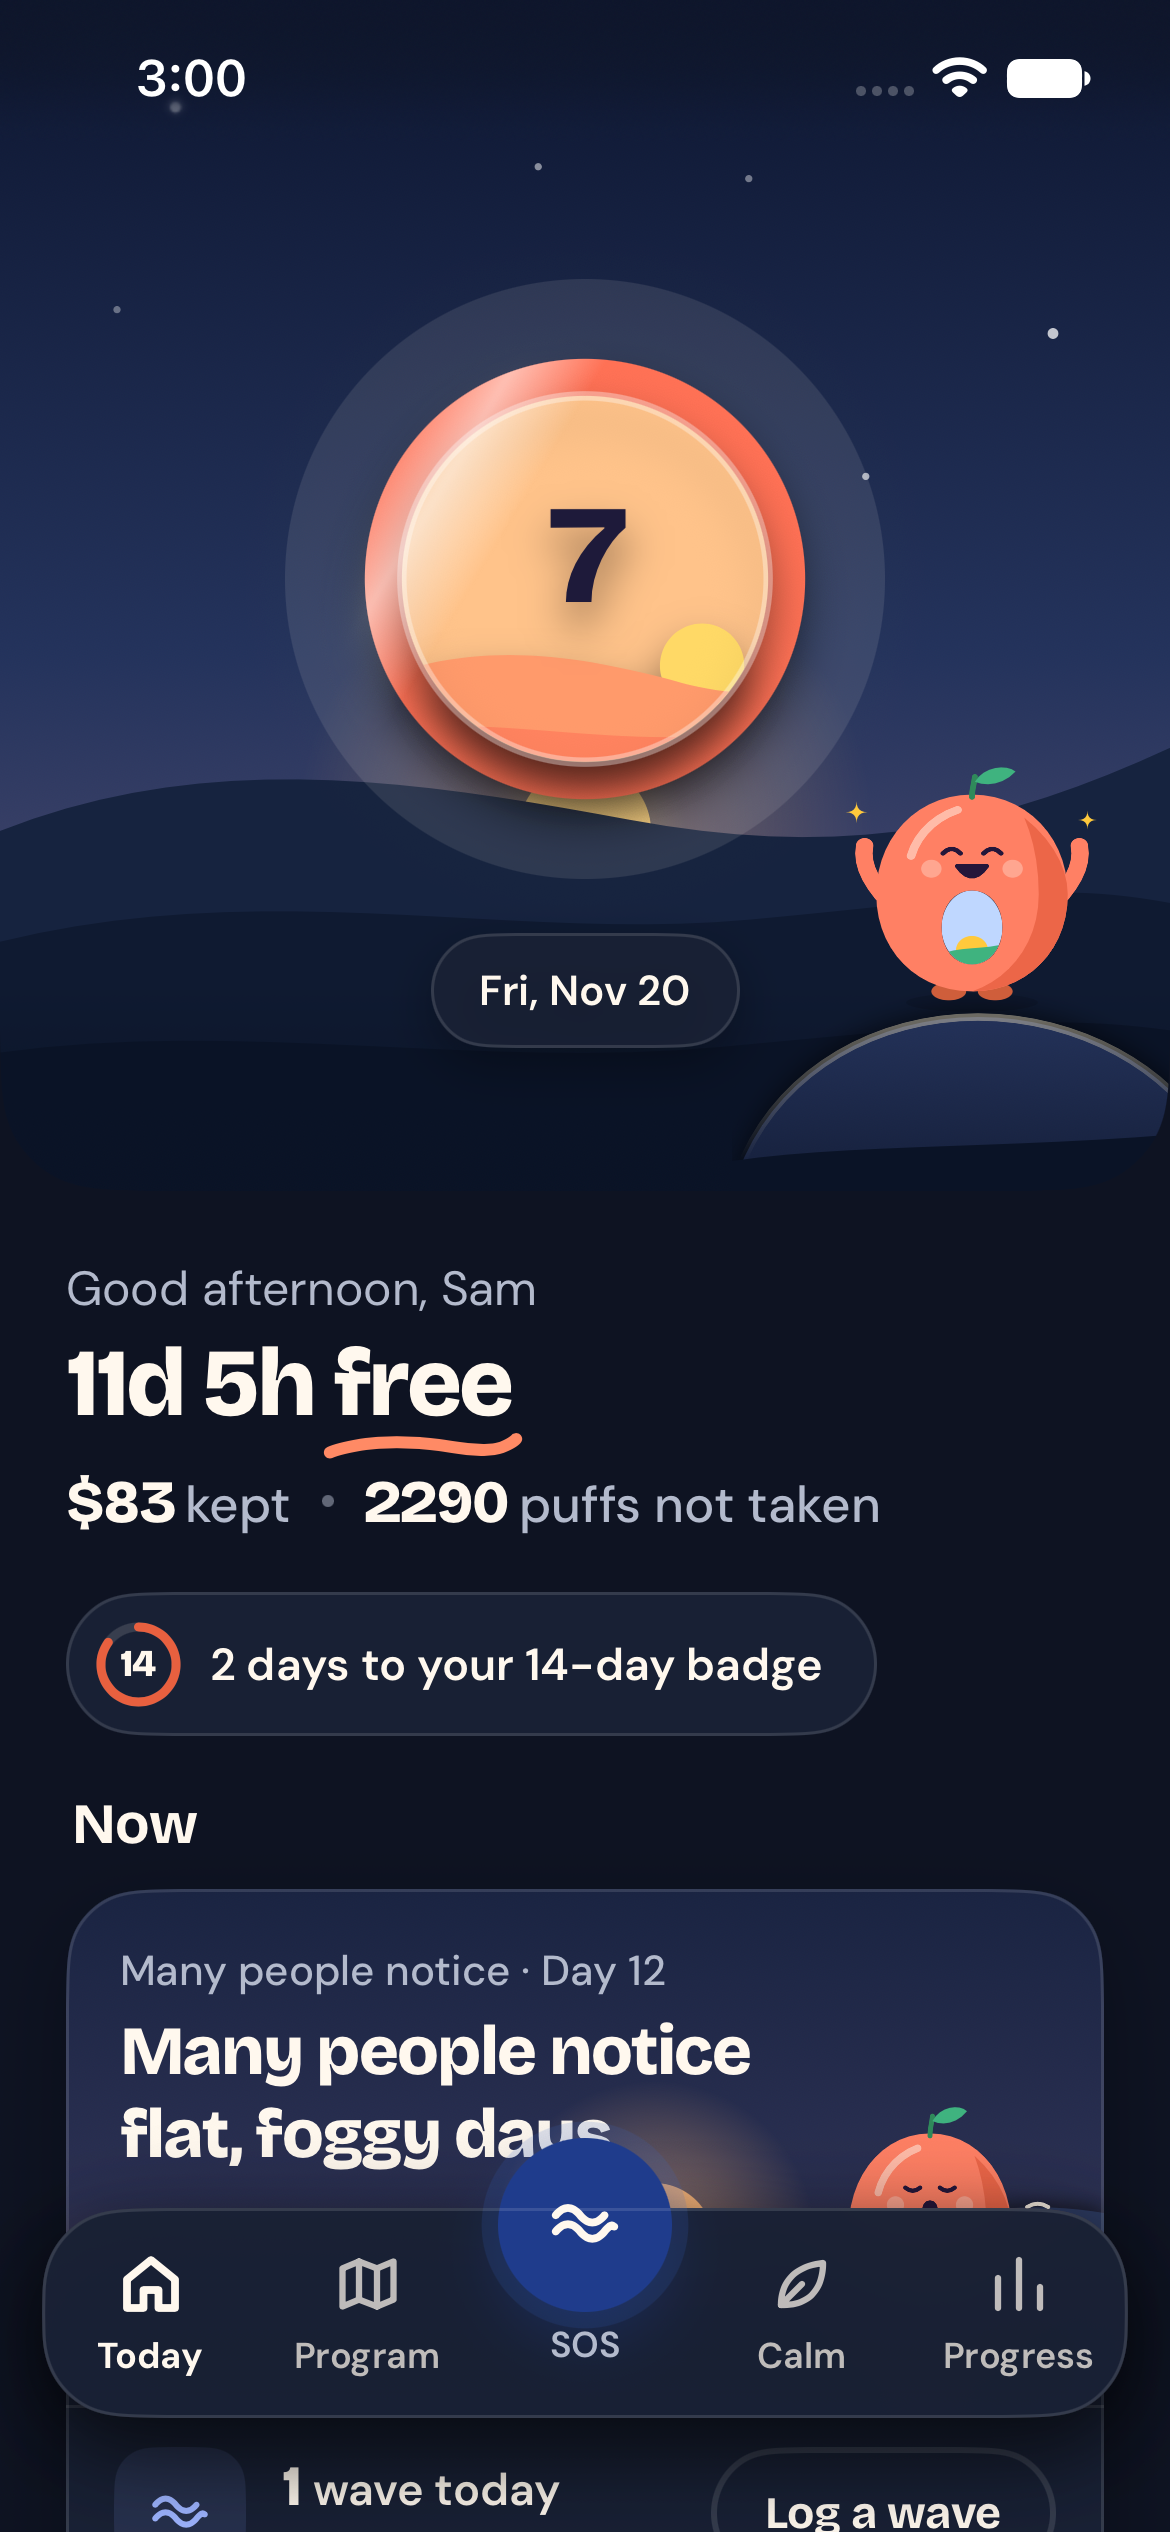 3:00
7
Fri, Nov 20
Good afternoon, Sam
11d 5h free
$83 kept • 2290 puffs not taken
14
2 days to your 14-day badge
Now
Many people notice · Day 12
Many people notice
flat, foggy days
Today
Program
SOS
Calm
Progress
1 wave today
Log a wave